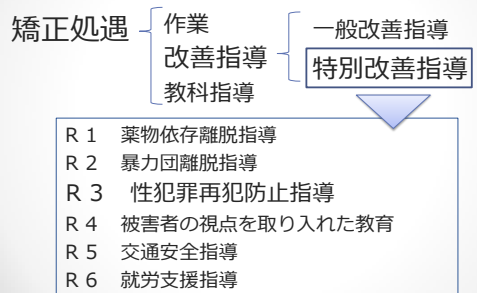 矯正処遇
作業
改善指導
教科指導
一般改善指導
特別改善指導
Ｒ１　薬物依存離脱指導
Ｒ２　暴力団離脱指導
Ｒ３　性犯罪再犯防止指導
Ｒ４　被害者の視点を取り入れた教育
Ｒ５　交通安全指導
Ｒ６　就労支援指導